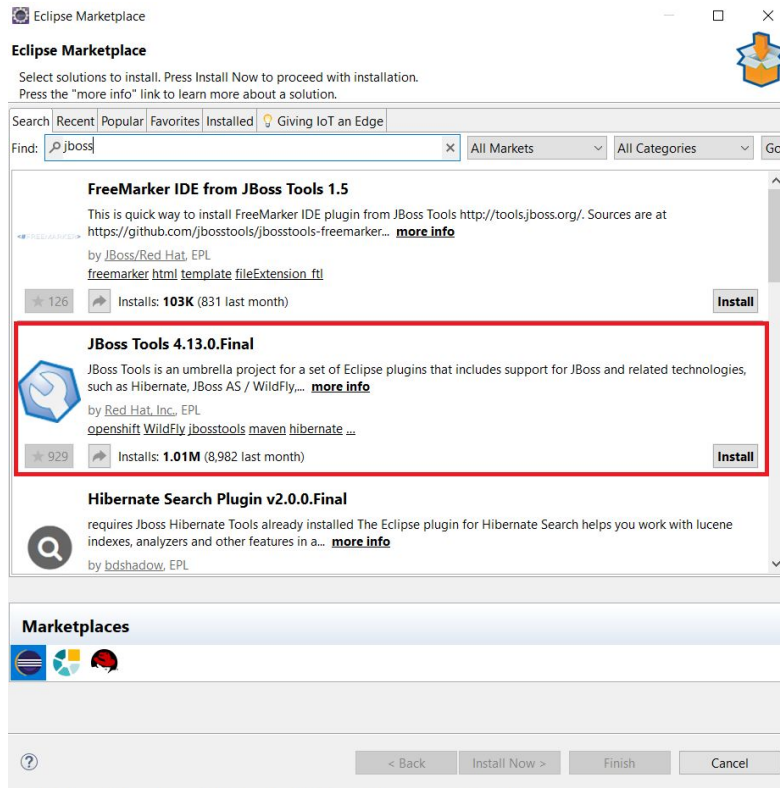 Eclipse Marketplace
Eclipse Marketplace
Select solutions to install. Press Install Now to proceed with installation.
Press the "more info" link to learn more about a solution.
Search Recent Popular Favorites Installed Giving IoT an Edge
Find: jboss All Markets All Categories Go
FreeMarker IDE from JBoss Tools 1.5
This is quick way to install FreeMarker IDE plugin from JBoss Tools http://tools.jboss.org/. Sources are at
https://github.com/jbosstools/jbosstools-freemarker... more info
by JBoss/Red Hat, EPL
freemarker html template fileExtension_ftl
126 Installs: 103K (831 last month) Install
JBoss Tools 4.13.0.Final
JBoss Tools is an umbrella project for a set of Eclipse plugins that includes support for JBoss and related technologies,
such as Hibernate, JBoss AS / WildFly,... more info
by Red Hat, Inc., EPL
openshift WildFly jbosstools maven hibernate ...
929 Installs: 1.01M (8,982 last month) Install
Hibernate Search Plugin v2.0.0.Final
requires Jboss Hibernate Tools already installed The Eclipse plugin for Hibernate Search helps you work with lucene
indexes, analyzers and other features in a... more info
by bdshadow, EPL
Marketplaces
? < Back Install Now > Finish Cancel